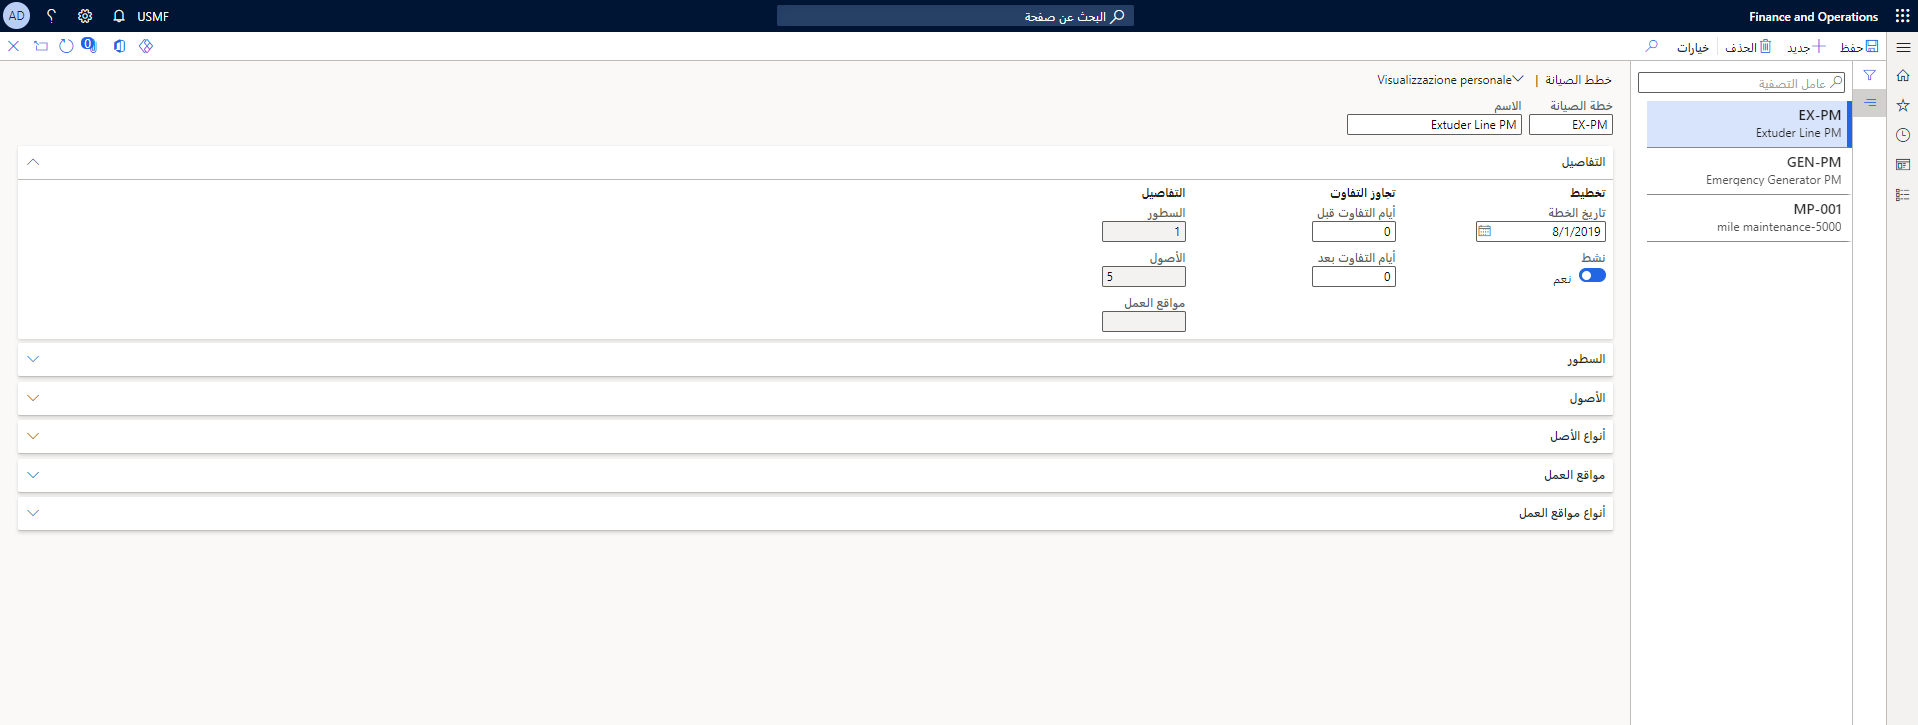 Finance and Operations
البحث عن صفحة
USMF
AD
حفظ
جديد
الحذف
خيارات
0
عامل التصفية
EX-PM
Extuder Line PM
GEN-PM
Emergency Generator PM
MP-001
mile maintenance-5000
خطط الصيانة | Visualizzazione personale
خطة الصيانة
الاسم
EX-PM
Extuder Line PM
التفاصيل
تخطيط
تاريخ الخطة
8/1/2019
نشط
نعم
تجاوز التفاوت
أيام التفاوت قبل
0
أيام التفاوت بعد
0
التفاصيل
السطور
1
الأصول
5
مواقع العمل
السطور
الأصول
أنواع الأصل
مواقع العمل
أنواع مواقع العمل